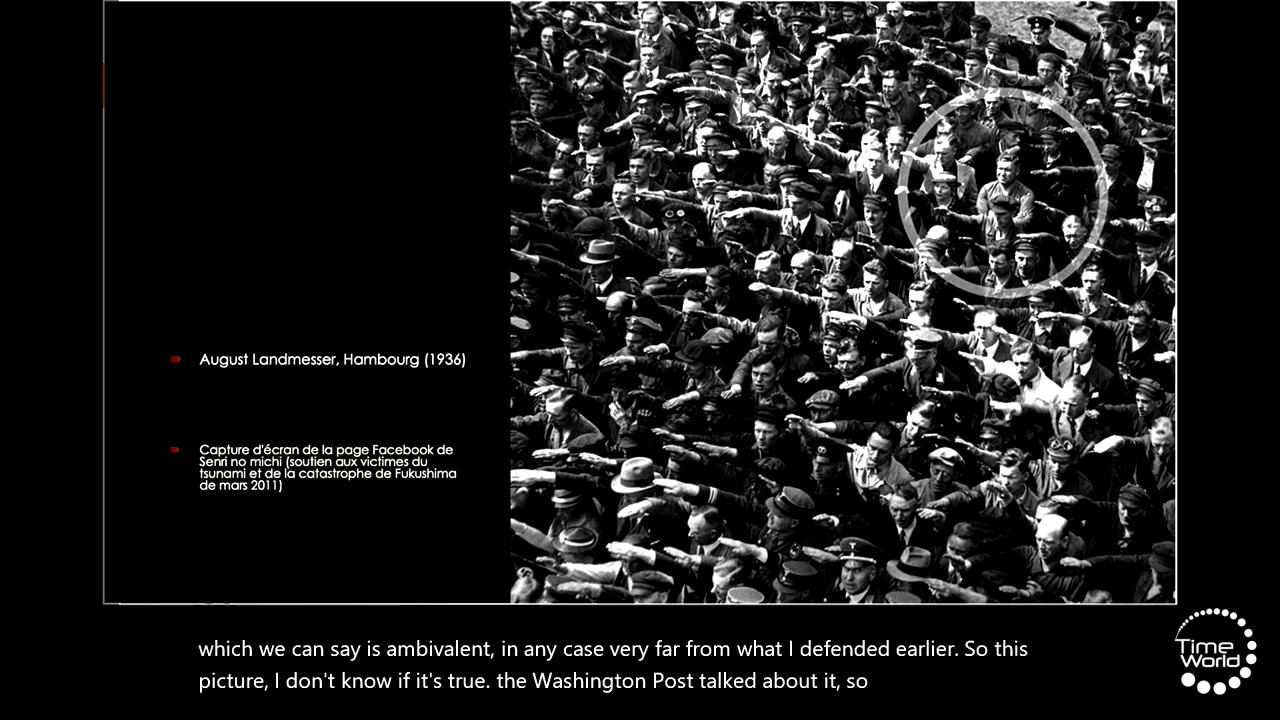 August Landmesser, Hambourg (1936)
Capture d'écran de la page Facebook de
Senri no michi (soutien aux victimes du
tsunami et de la catastrophe de Fukushima
de mars 2011)
which we can say is ambivalent, in any case very far from what I defended earlier. So this
picture, I don't know if it's true. the Washington Post talked about it, so
Time
World